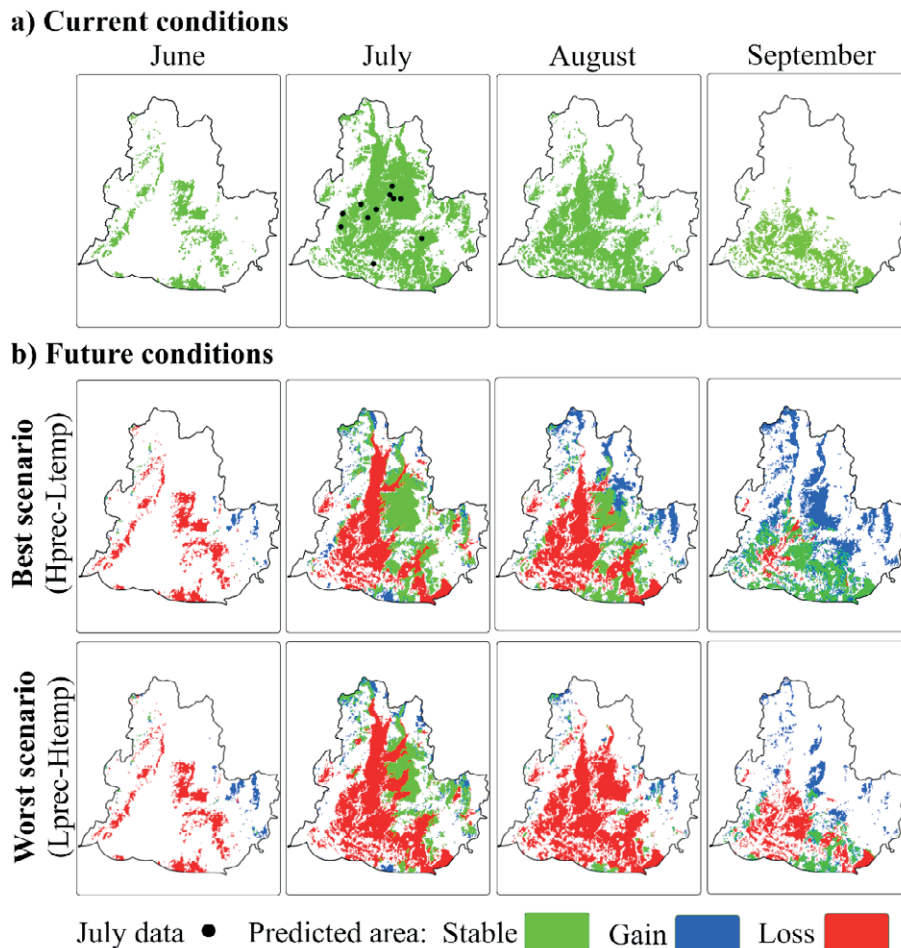 a) Current conditions
June July August September
b) Future conditions
Best scenario
(Hprec-Ltemp)
Worst scenario
(Lprec-Htemp)
July data Predicted area: Stable Gain Loss